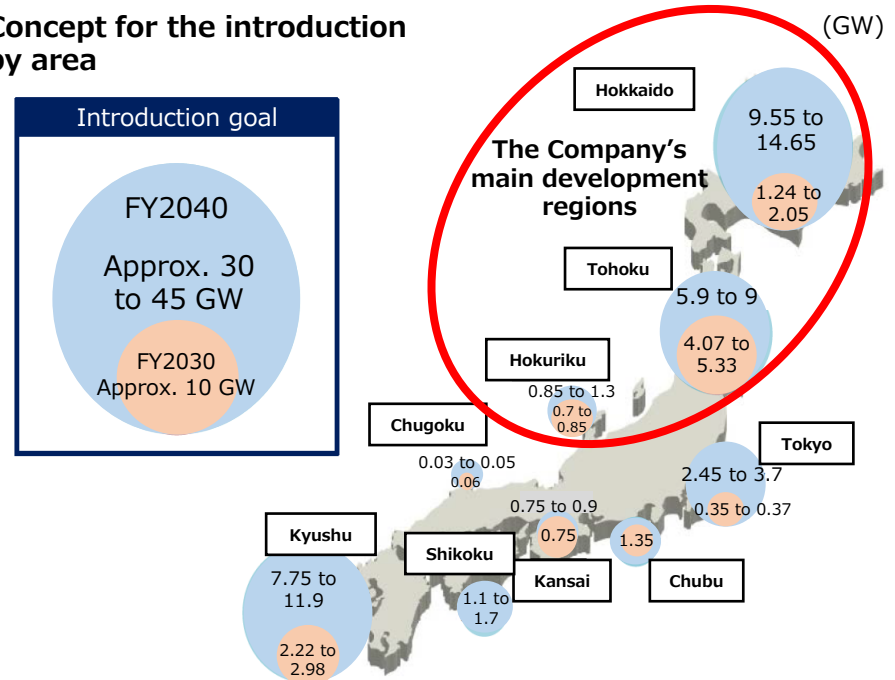 Concept for the introduction
by area
(GW)
Introduction goal
FY2040
Approx. 30
to 45 GW
FY2030
Approx. 10 GW
The Company's
main development
regions
Hokkaido
9.55 to
14.65
1.24 to
2.05
Tohoku
5.9 to 9
4.07 to
5.33
Hokuriku
0.85 to 1.3
0.7 to
0.85
Chugoku
0.03 to 0.05
0.06
Tokyo
2.45 to 3.7
0.35 to 0.37
0.75 to 0.9
0.75
Kansai
1.35
Chubu
Shikoku
1.1 to
1.7
Kyushu
7.75 to
11.9
2.22 to
2.98